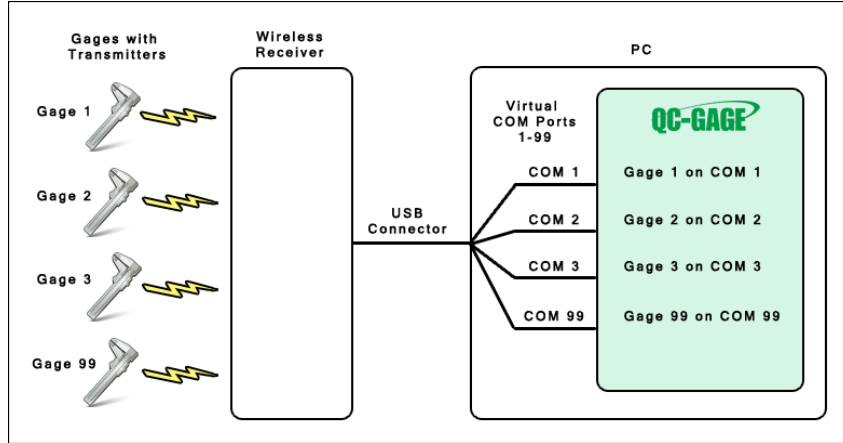 Gages with
Transmitters
Wireless
Receiver
PC
Gage 1
Gage 2
Gage 3
Gage 99
USB
Connector
Virtual
COM Ports
1-99
COM 1
COM 2
COM 3
COM 99
QC-GAGE
Gage 1 on COM 1
Gage 2 on COM 2
Gage 3 on COM 3
Gage 99 on COM 99